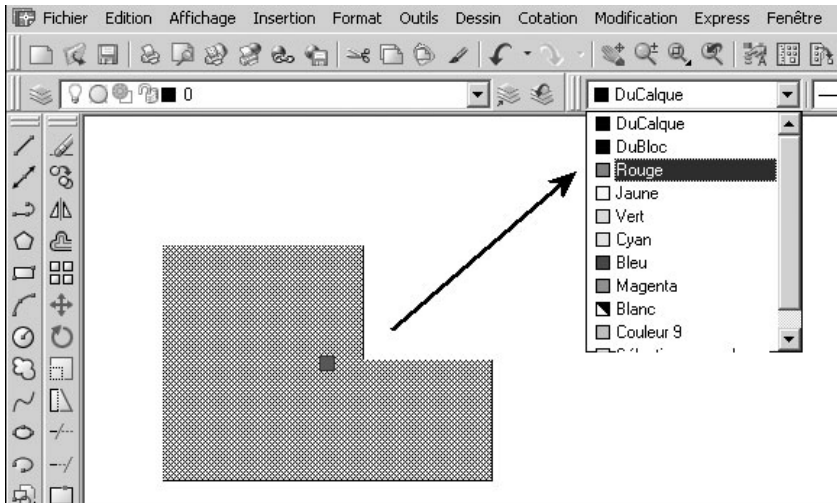 Fichier Edition Affichage Insertion Format Outils Dessin Cotation Modification Express Fenêtre
0 DuCalque
DuCalque
DuBloc
Rouge
Jaune
Vert
Cyan
Bleu
Magenta
Blanc
Couleur 9